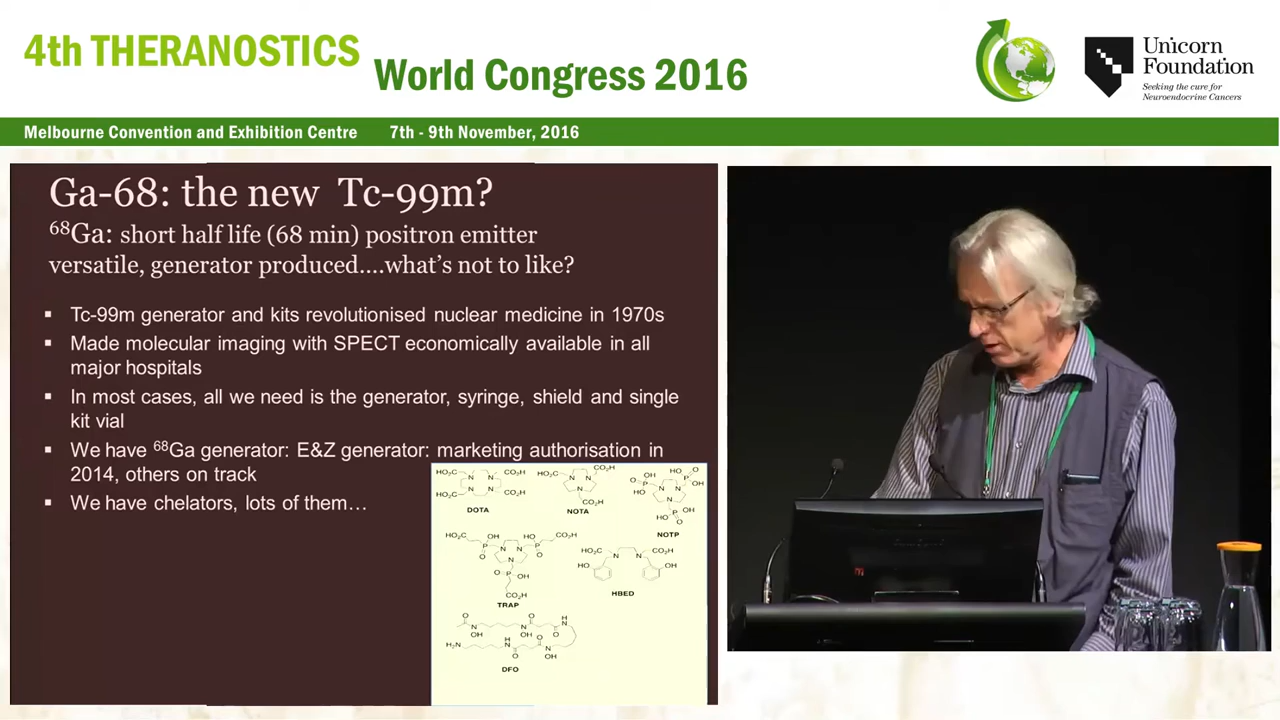 4th THERANOSTICS
World Congress 2016
Unicorn
Foundation
Seeking the cure for
Neuroendocrine Cancers
Melbourne Convention and Exhibition Centre 7th - 9th November, 2016
Ga-68: the new Tc-99m?
⁶⁸Ga: short half life (68 min) positron emitter
versatile, generator produced....what's not to like?
▪ Tc-99m generator and kits revolutionised nuclear medicine in 1970s
▪ Made molecular imaging with SPECT economically available in all
major hospitals
▪ In most cases, all we need is the generator, syringe, shield and single
kit vial
▪ We have ⁶⁸Ga generator: E&Z generator: marketing authorisation in
2014, others on track
▪ We have chelators, lots of them…
DOTA
NOTA
NOTP
TRAP
HBED
DFO